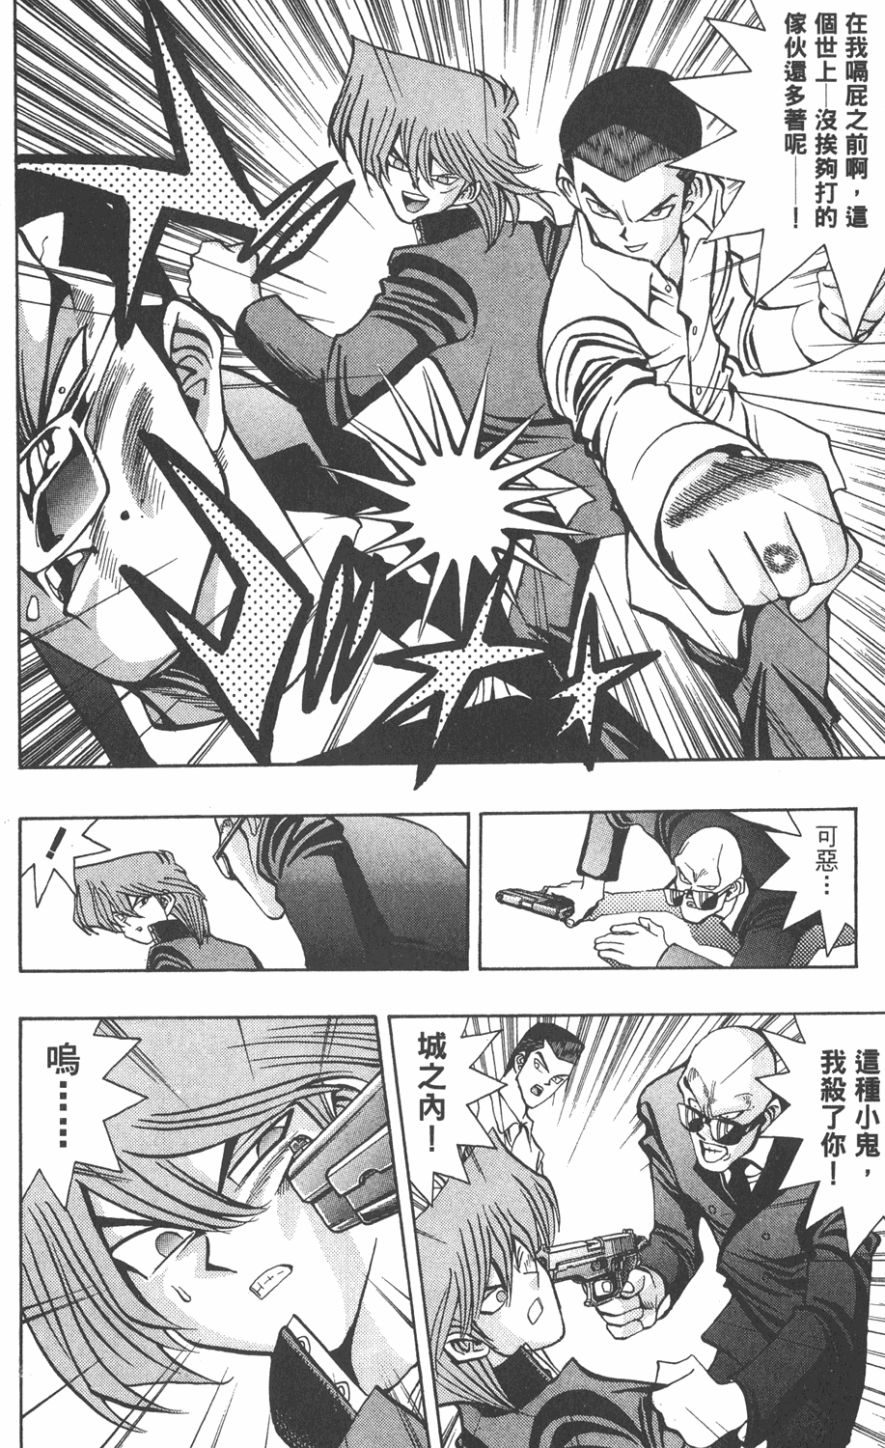 在我嗝屁之前啊，這
個世上──沒挨夠打的
傢伙還多著呢──！
可惡…
！
這種小鬼，
我殺了你！
城之內！
嗚……